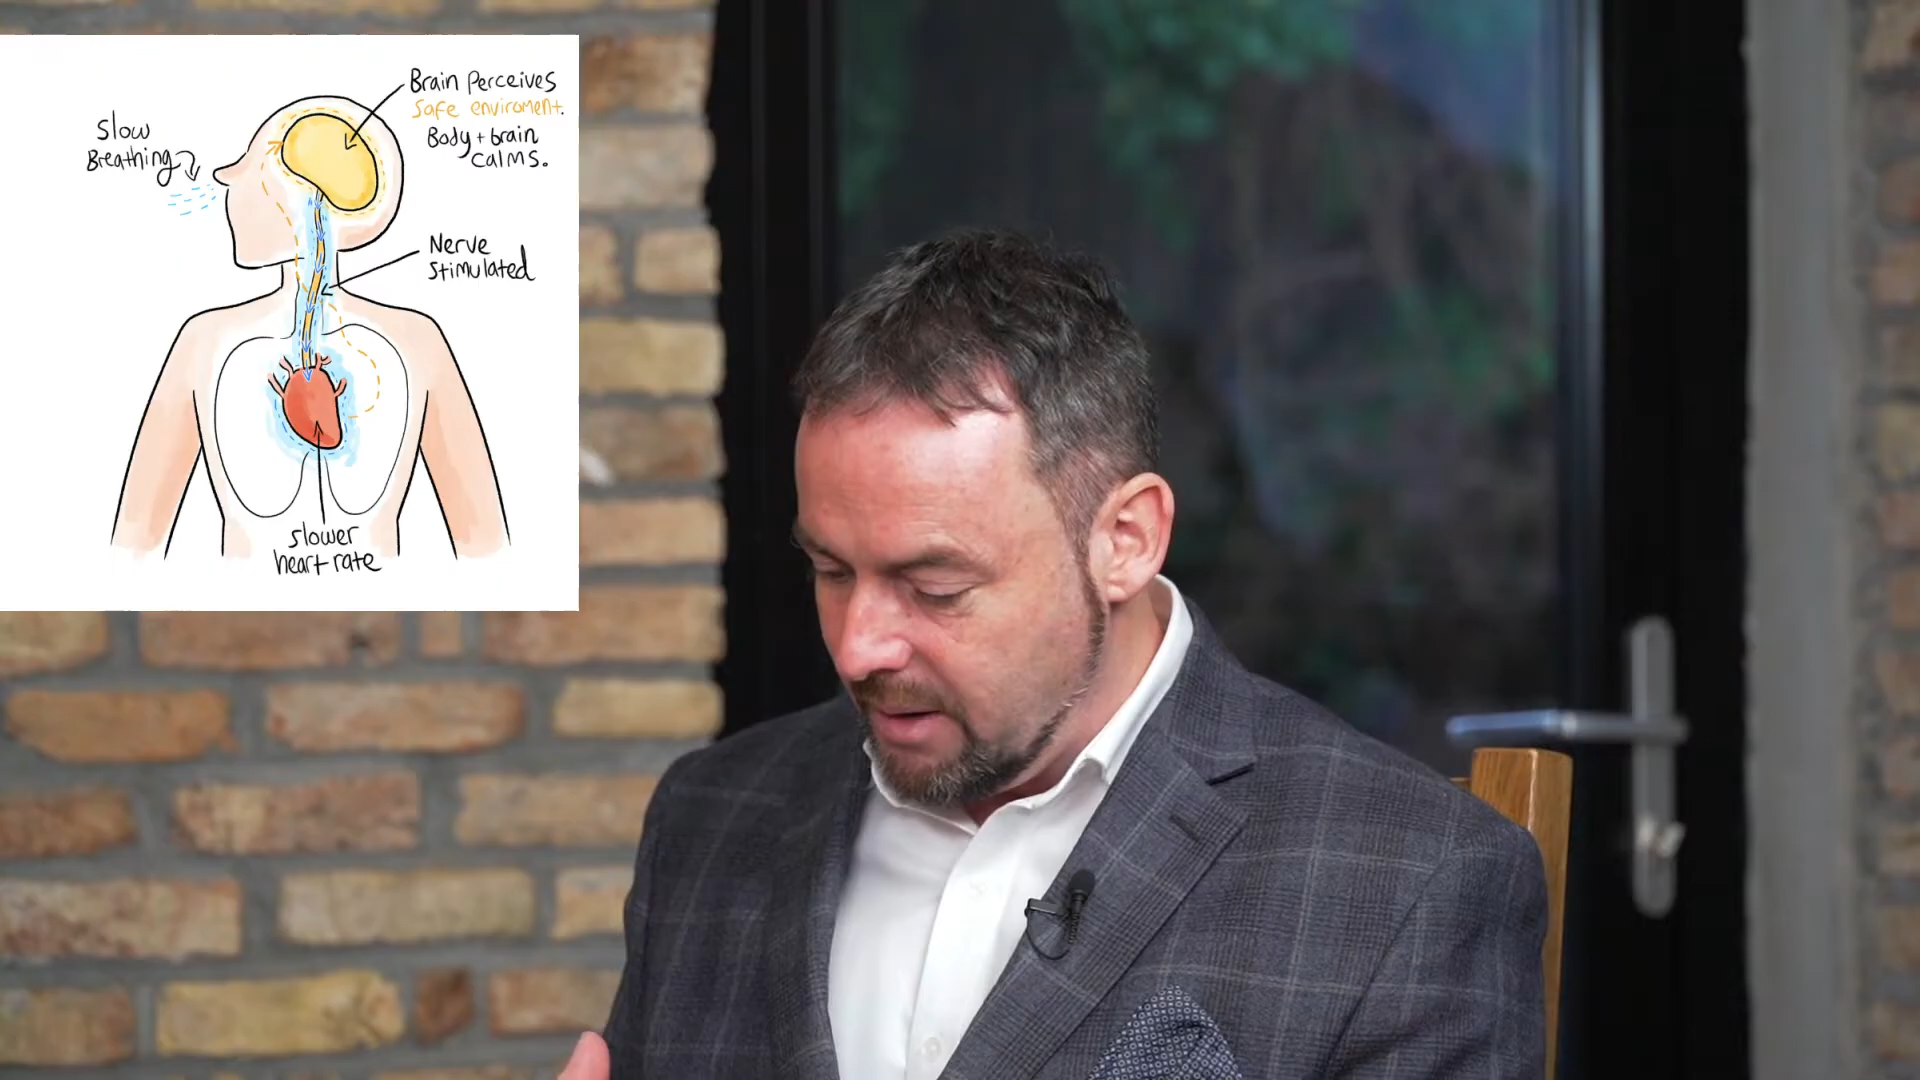 Brain Perceives
Safe enviroment.
Body + brain
calms.
Slow
Breathing
Nerve
stimulated
slower
heart rate